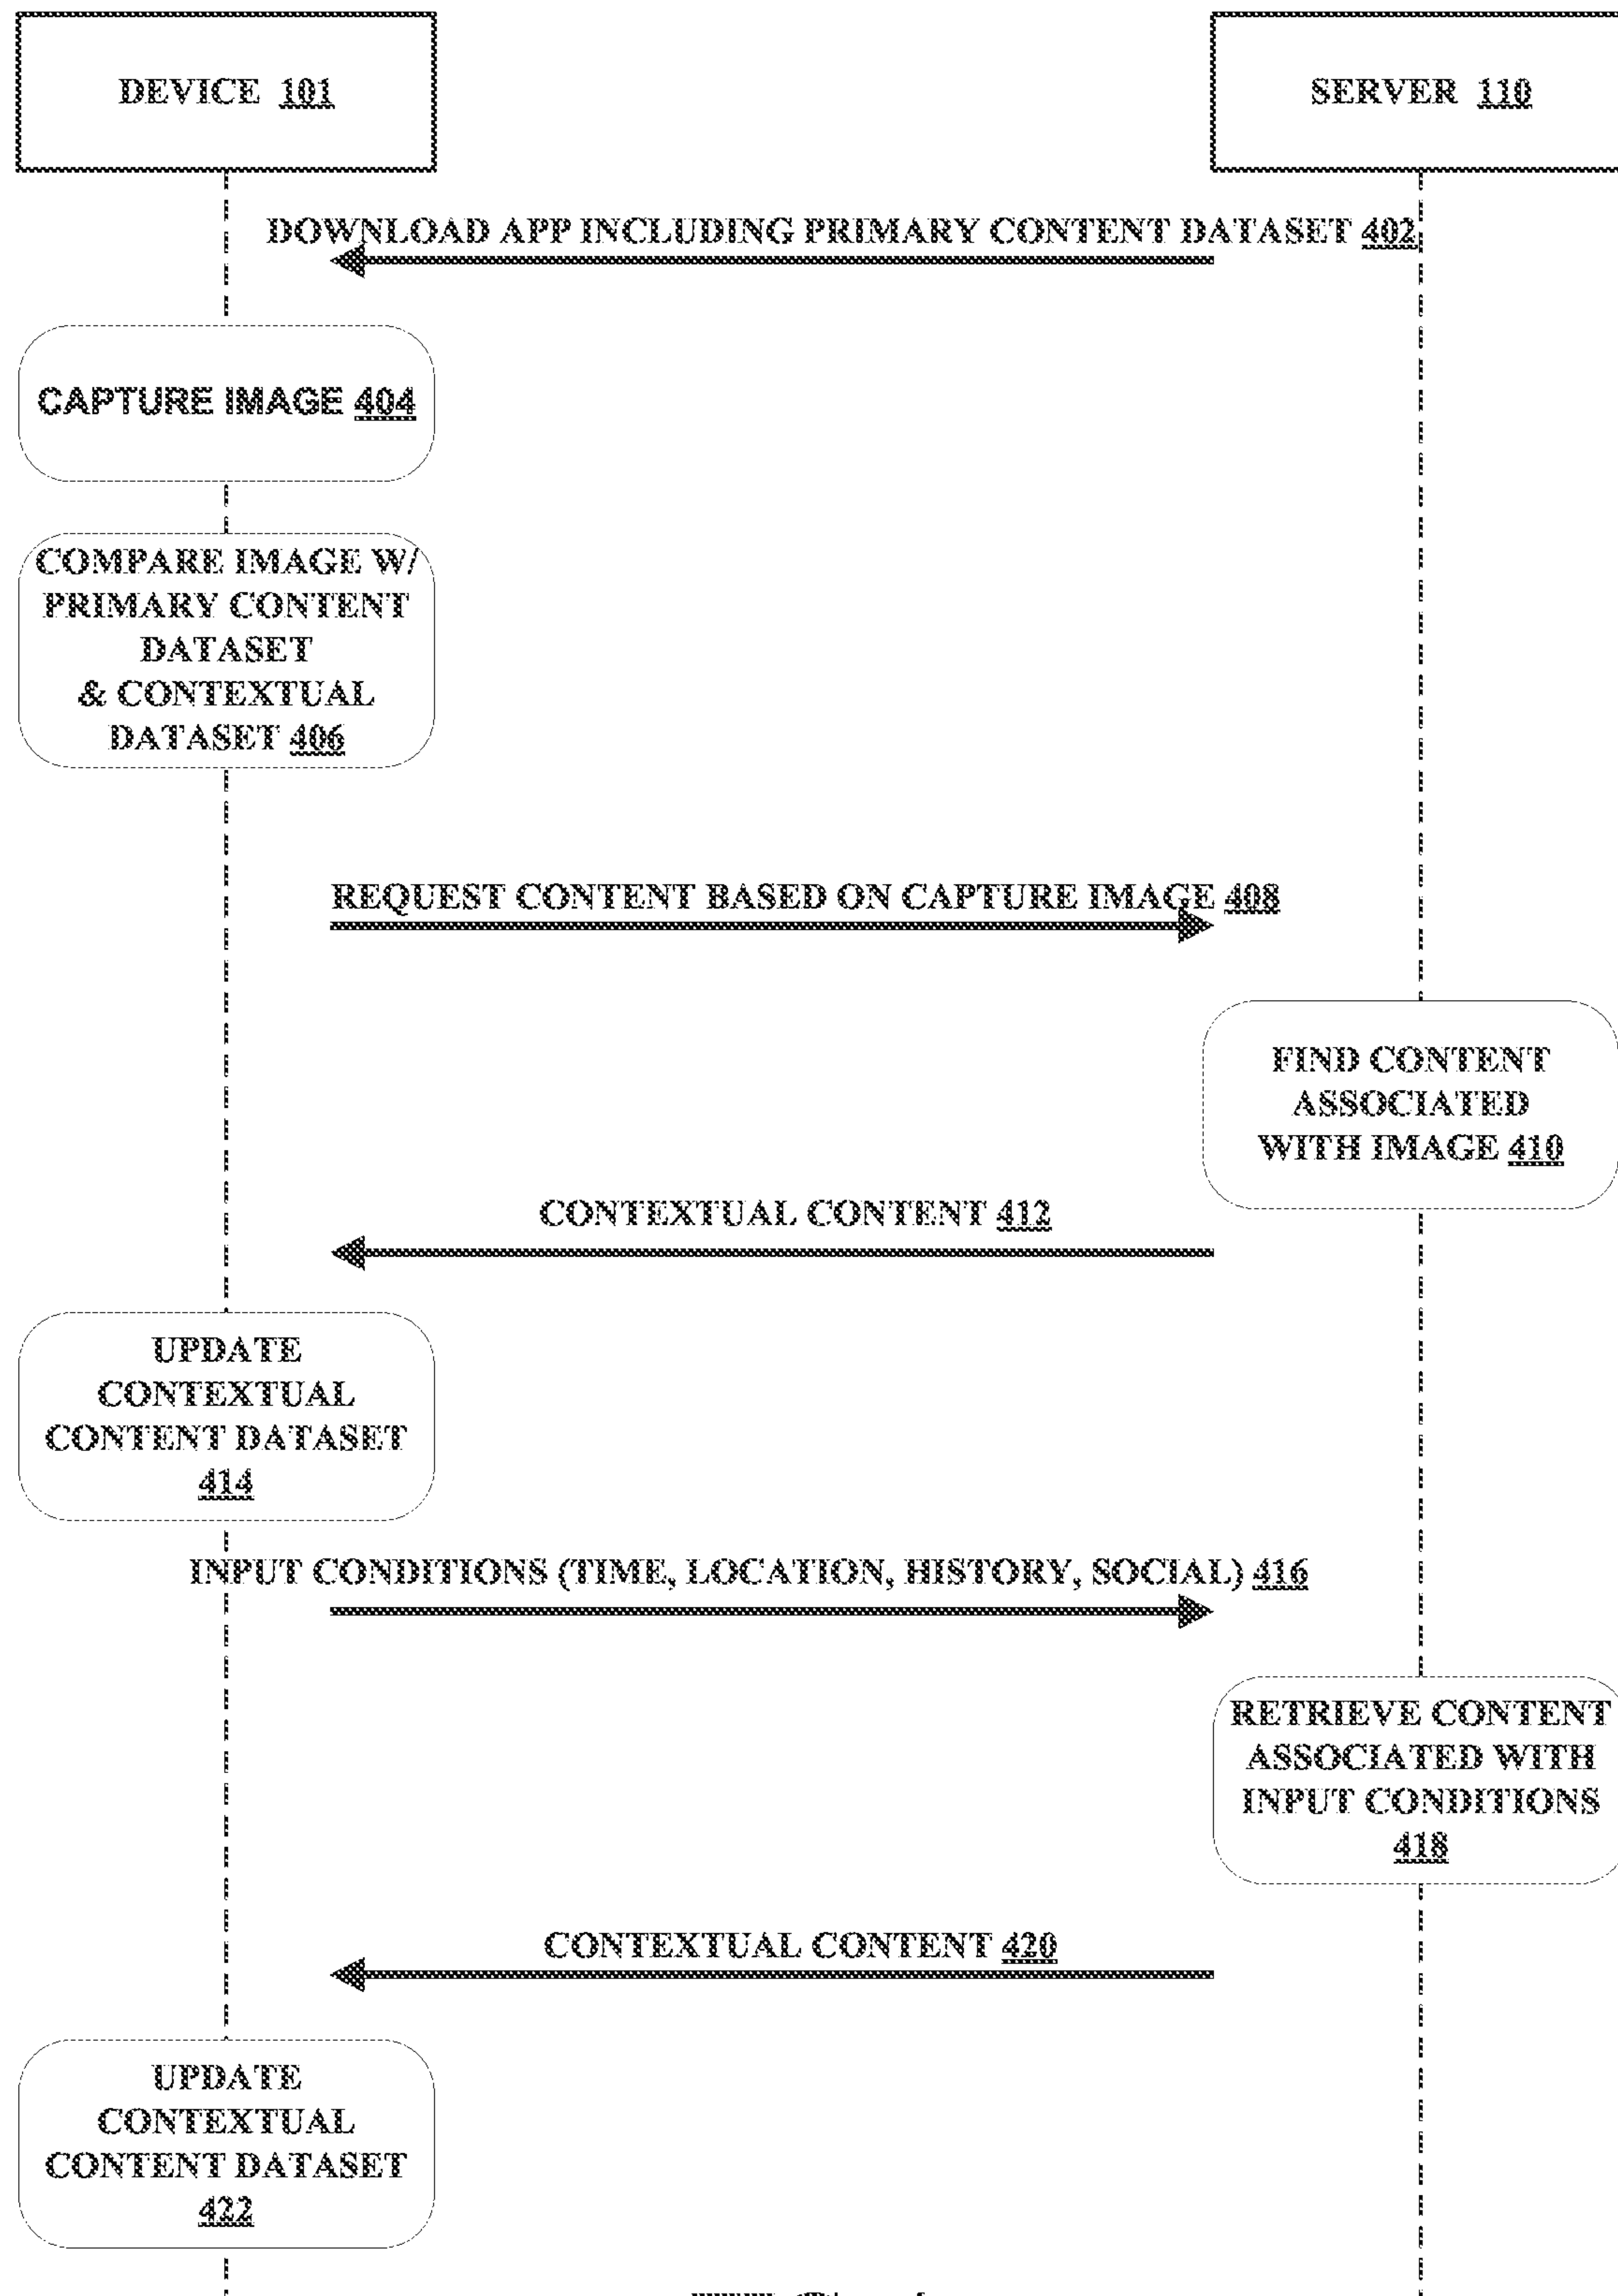 DEVICE 101
SERVER 110
DOWNLOAD APP INCLUDING PRIMARY CONTENT DATASET 402
CAPTURE IMAGE 404
COMPARE IMAGE W/
PRIMARY CONTENT
DATASET
& CONTEXTUAL
DATASET 406
REQUEST CONTENT BASED ON CAPTURE IMAGE 408
FIND CONTENT
ASSOCIATED
WITH IMAGE 410
CONTEXTUAL CONTENT 412
UPDATE
CONTEXTUAL
CONTENT DATASET
414
INPUT CONDITIONS (TIME, LOCATION, HISTORY, SOCIAL) 416
RETRIEVE CONTENT
ASSOCIATED WITH
INPUT CONDITIONS
418
CONTEXTUAL CONTENT 420
UPDATE
CONTEXTUAL
CONTENT DATASET
422